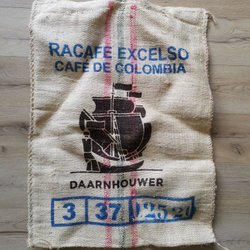 RACAFE EXCELSO
CAFE DE COLOMBIA
DAARNHOUWER
3 37